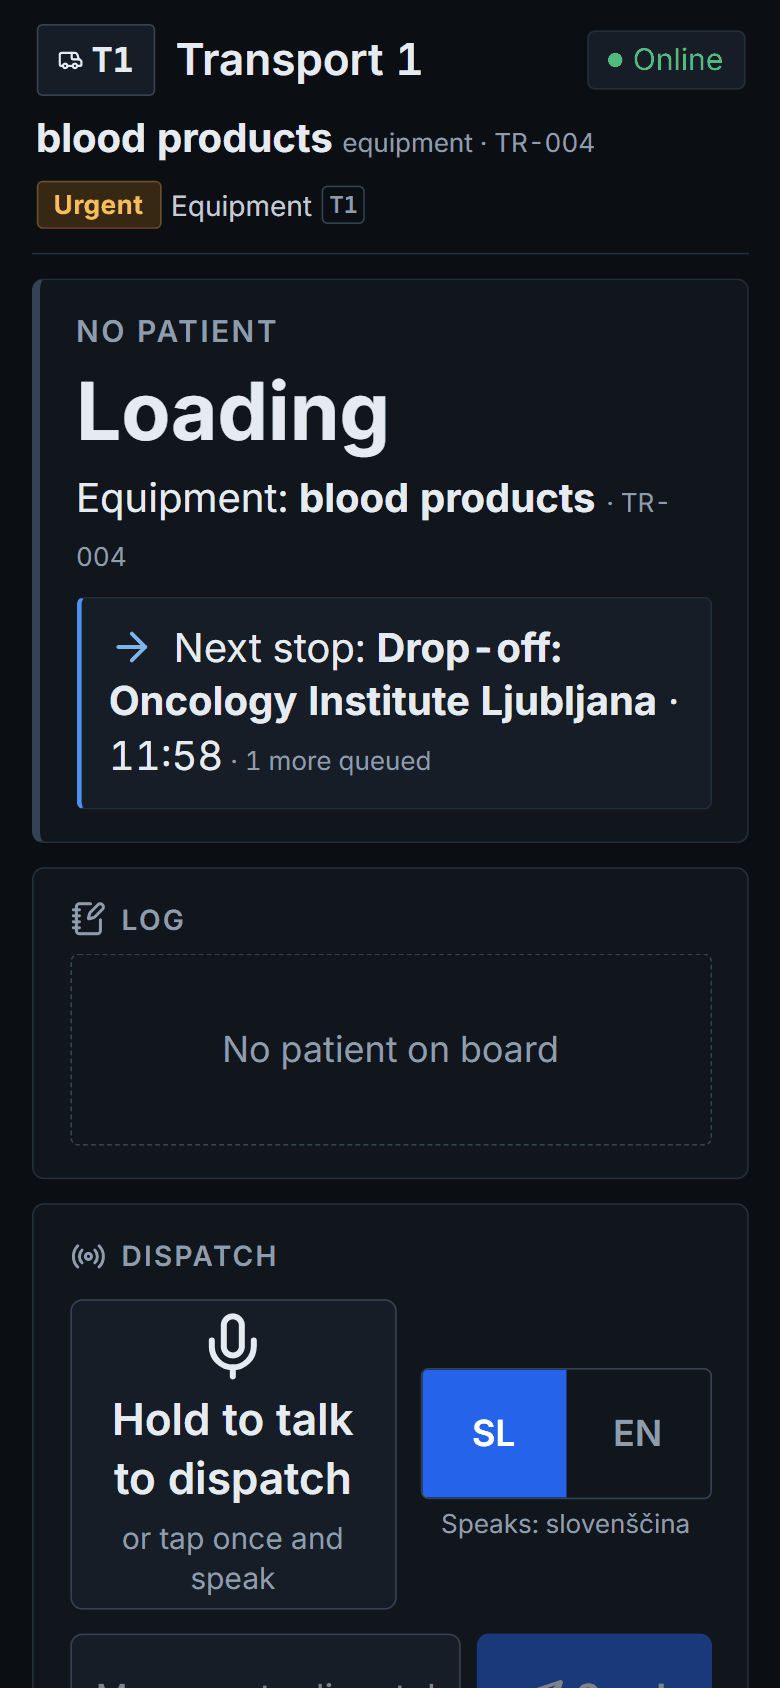 T1 Transport 1 Online
blood products equipment · TR-004
Urgent Equipment T1
NO PATIENT
Loading
Equipment: blood products · TR-
004
→ Next stop: Drop-off:
Oncology Institute Ljubljana ·
11:58 · 1 more queued
LOG
No patient on board
DISPATCH
Hold to talk
to dispatch
or tap once and
speak
SL EN
Speaks: slovenščina